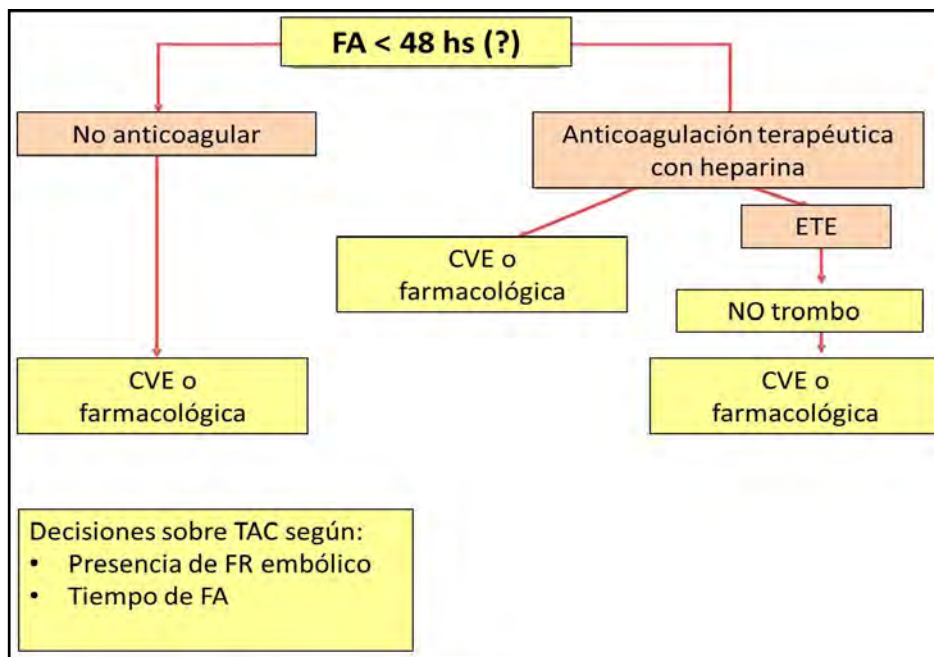 FA < 48 hs (?)
No anticoagular
Anticoagulación terapéutica
con heparina
ETE
CVE o
farmacológica
NO trombo
CVE o
farmacológica
CVE o
farmacológica
Decisiones sobre TAC según:
• Presencia de FR embólico
• Tiempo de FA